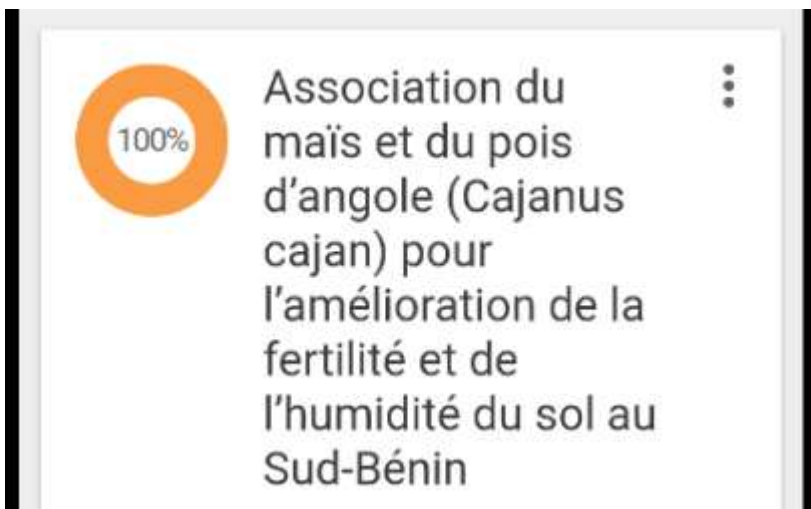 100%
Association du
maïs et du pois
d’angole (Cajanus
cajan) pour
l’amélioration de la
fertilité et de
l’humidité du sol au
Sud-Bénin